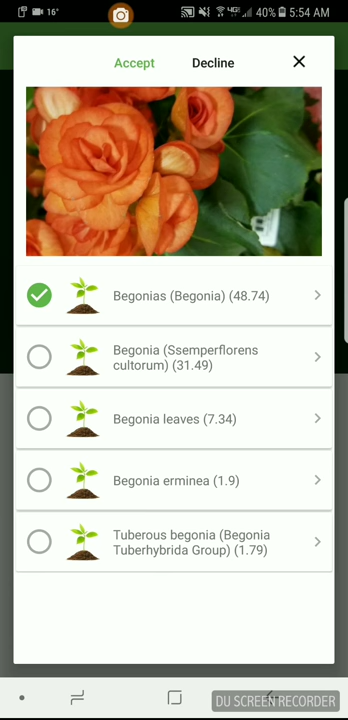 16° 4GE 40% 5:54 AM
Accept Decline
Begonias (Begonia) (48.74)
Begonia (Ssemperflorens
cultorum) (31.49)
Begonia leaves (7.34)
Begonia erminea (1.9)
Tuberous begonia (Begonia
Tuberhybrida Group) (1.79)
DU SCREEN RECORDER